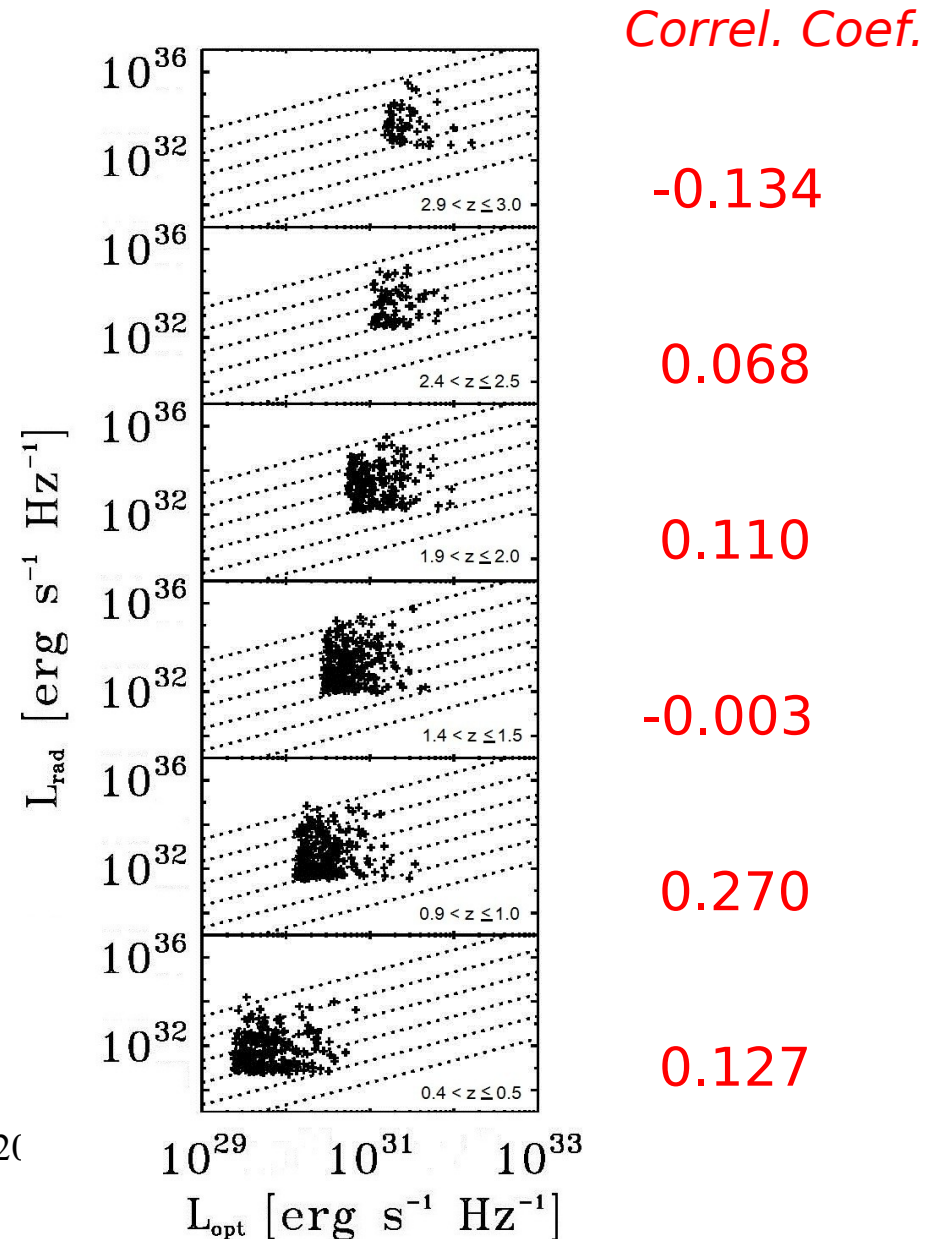 Correl. Coef.
10^36
10^32
2.9 < z ≤ 3.0
-0.134
10^36
10^32
2.4 < z ≤ 2.5
0.068
10^36
10^32
1.9 < z ≤ 2.0
0.110
L_rad [erg s^-1 Hz^-1]
10^36
10^32
1.4 < z ≤ 1.5
-0.003
10^36
10^32
0.9 < z ≤ 1.0
0.270
10^36
10^32
0.4 < z ≤ 0.5
0.127
2(
10^29 10^31 10^33
L_opt [erg s^-1 Hz^-1]